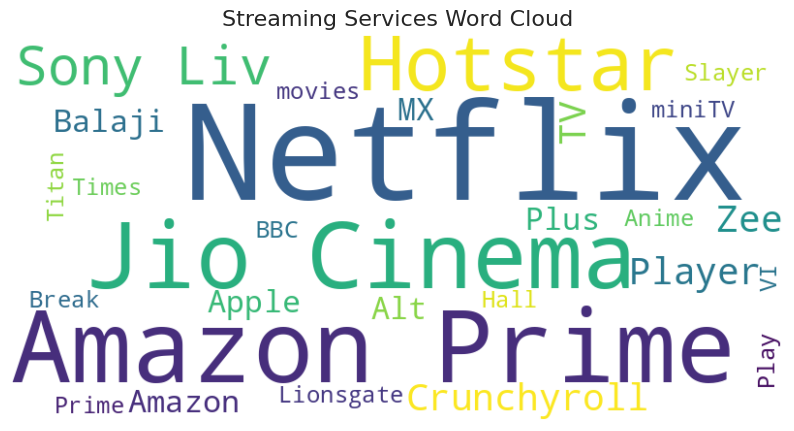 Streaming Services Word Cloud
Sony Liv
Hotstar
Slayer
movies
MX
TV
miniTV
Balaji
Netflix
Titan
Times
BBC
Plus
Anime
Zee
Jio Cinema
Player
VI
Break
Apple
Alt
Hall
Amazon Prime
Play
Prime
Amazon
Lionsgate
Crunchyroll